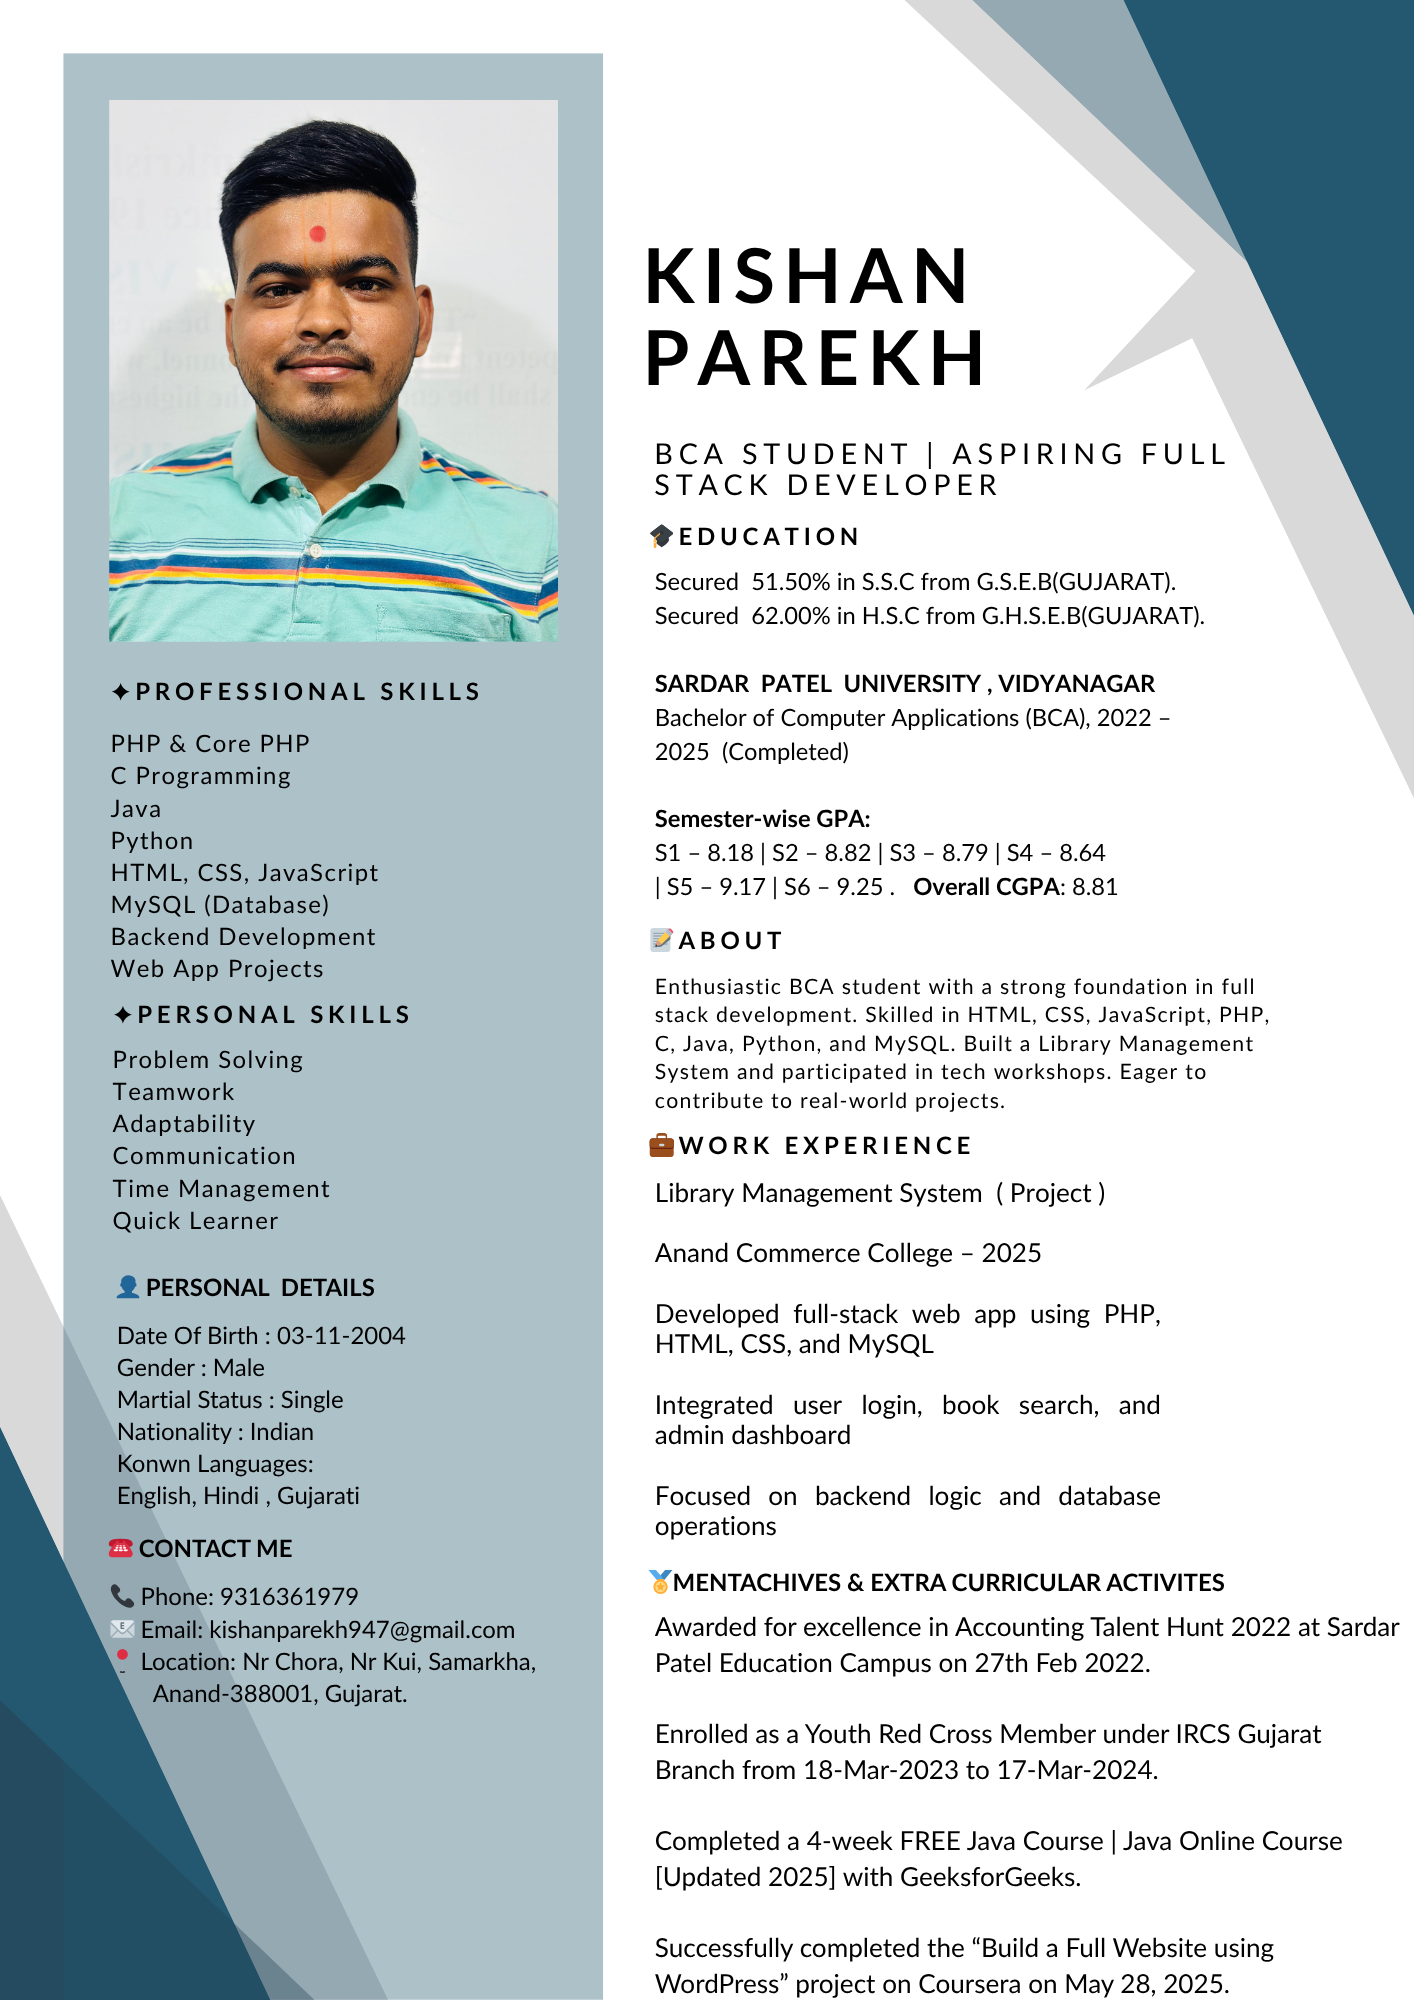 KISHAN
PAREKH
BCA STUDENT | ASPIRING FULL
STACK DEVELOPER
🎓EDUCATION
Secured 51.50% in S.S.C from G.S.E.B(GUJARAT).
Secured 62.00% in H.S.C from G.H.S.E.B(GUJARAT).
SARDAR PATEL UNIVERSITY , VIDYANAGAR
Bachelor of Computer Applications (BCA), 2022 –
2025 (Completed)
Semester-wise GPA:
S1 – 8.18 | S2 – 8.82 | S3 – 8.79 | S4 – 8.64
| S5 – 9.17 | S6 – 9.25 . Overall CGPA: 8.81
📝ABOUT
Enthusiastic BCA student with a strong foundation in full
stack development. Skilled in HTML, CSS, JavaScript, PHP,
C, Java, Python, and MySQL. Built a Library Management
System and participated in tech workshops. Eager to
contribute to real-world projects.
💼WORK EXPERIENCE
Library Management System ( Project )
Anand Commerce College – 2025
Developed full-stack web app using PHP,
HTML, CSS, and MySQL
Integrated user login, book search, and
admin dashboard
Focused on backend logic and database
operations
🏅MENTACHIVES & EXTRA CURRICULAR ACTIVITES
Awarded for excellence in Accounting Talent Hunt 2022 at Sardar
Patel Education Campus on 27th Feb 2022.
Enrolled as a Youth Red Cross Member under IRCS Gujarat
Branch from 18-Mar-2023 to 17-Mar-2024.
Completed a 4-week FREE Java Course | Java Online Course
[Updated 2025] with GeeksforGeeks.
Successfully completed the “Build a Full Website using
WordPress” project on Coursera on May 28, 2025.
✦PROFESSIONAL SKILLS
PHP & Core PHP
C Programming
Java
Python
HTML, CSS, JavaScript
MySQL (Database)
Backend Development
Web App Projects
✦PERSONAL SKILLS
Problem Solving
Teamwork
Adaptability
Communication
Time Management
Quick Learner
👤 PERSONAL DETAILS
Date Of Birth : 03-11-2004
Gender : Male
Martial Status : Single
Nationality : Indian
Konwn Languages:
English, Hindi , Gujarati
☎️ CONTACT ME
📞 Phone: 9316361979
📧 Email: kishanparekh947@gmail.com
📍 Location: Nr Chora, Nr Kui, Samarkha,
Anand-388001, Gujarat.